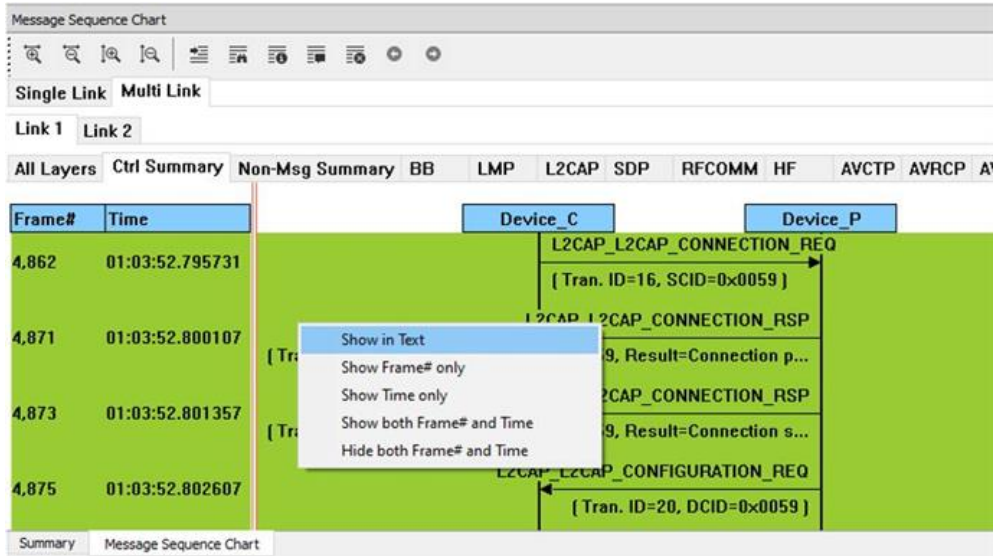 Message Sequence Chart
Single Link Multi Link
Link 1 Link 2
All Layers Ctrl Summary Non-Msg Summary BB LMP L2CAP SDP RFCOMM HF AVCTP AVRCP
Frame# Time Device_C Device_P
L2CAP_L2CAP_CONNECTION_REQ
4,862 01:03:52.795731
( Tran. ID=16, SCID=0x0059 )
L2CAP_L2CAP_CONNECTION_RSP
4,871 01:03:52.800107
Show in Text
9, Result=Connection p...
Show Frame# only
Show Time only
CAP_CONNECTION_RSP
4,873 01:03:52.801357
Show both Frame# and Time
9, Result=Connection s...
Hide both Frame# and Time
L2CAP_L2CAP_CONFIGURATION_REQ
4,875 01:03:52.802607
( Tran. ID=20, DCID=0x0059 )
Summary Message Sequence Chart